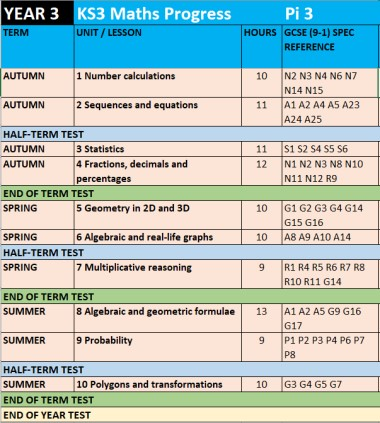 YEAR 3 KS3 Maths Progress Pi 3
TERM UNIT / LESSON HOURS GCSE (9-1) SPEC
REFERENCE
AUTUMN 1 Number calculations 10 N2 N3 N4 N6 N7
N14 N15
AUTUMN 2 Sequences and equations 11 A1 A2 A4 A5 A23
A24 A25
HALF-TERM TEST
AUTUMN 3 Statistics 11 S1 S2 S4 S5 S6
AUTUMN 4 Fractions, decimals and 12 N1 N2 N3 N8 N10
percentages N11 N12 R9
END OF TERM TEST
SPRING 5 Geometry in 2D and 3D 10 G1 G2 G3 G4 G14
G15 G16
SPRING 6 Algebraic and real-life graphs 10 A8 A9 A10 A14
HALF-TERM TEST
SPRING 7 Multiplicative reasoning 9 R1 R4 R5 R6 R7 R8
R10 R11 G14
END OF TERM TEST
SUMMER 8 Algebraic and geometric formulae 13 A1 A2 A5 G9 G16
G17
SUMMER 9 Probability 9 P1 P2 P3 P4 P6 P7
P8
HALF-TERM TEST
SUMMER 10 Polygons and transformations 10 G3 G4 G5 G7
END OF TERM TEST
END OF YEAR TEST